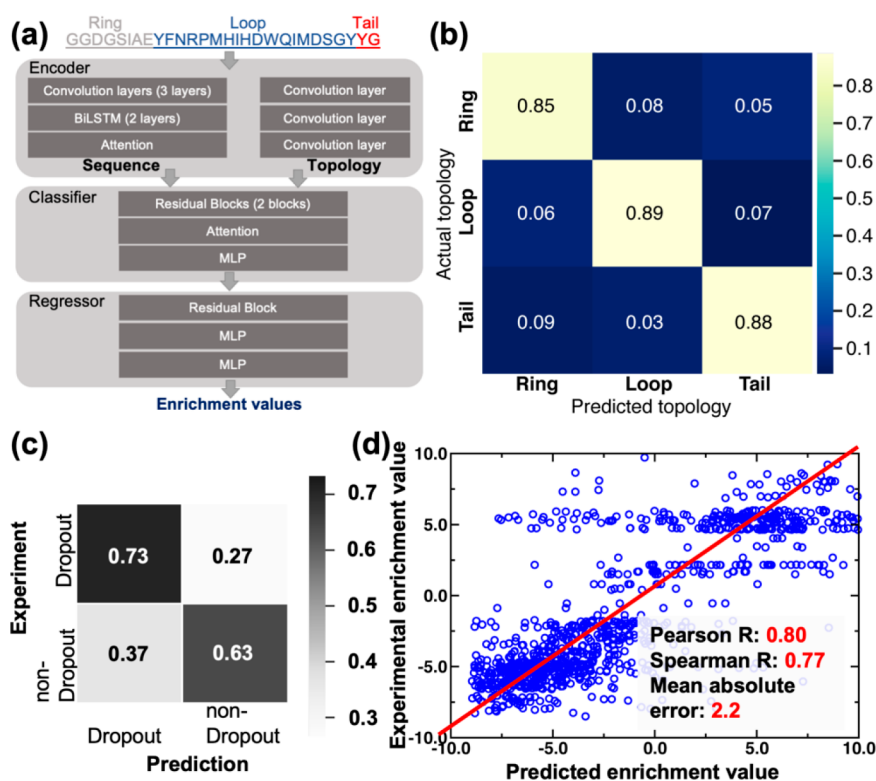 (a)
Ring Loop Tail
GGDGSIAEYFNRPMHIHDWQIMDSGYYG
Encoder
Convolution layers (3 layers) Convolution layer
BiLSTM (2 layers) Convolution layer
Attention Convolution layer
Sequence Topology
Classifier
Residual Blocks (2 blocks)
Attention
MLP
Regressor
Residual Block
MLP
MLP
Enrichment values
(b)
Actual topology
Ring
Loop
Tail
0.85 0.08 0.05
0.06 0.89 0.07
0.09 0.03 0.88
Ring Loop Tail
Predicted topology
0.8
0.7
0.6
0.5
0.4
0.3
0.2
0.1
(c)
Experiment
Dropout
non-
Dropout
0.73 0.27
0.37 0.63
Dropout
non-
Dropout
Prediction
0.7
0.6
0.5
0.4
0.3
(d)
Experimental enrichment value
10.0
5.0
0.0
-5.0
-10.0
-10.0 -5.0 0.0 5.0 10.0
Predicted enrichment value
Pearson R: 0.80
Spearman R: 0.77
Mean absolute
error: 2.2